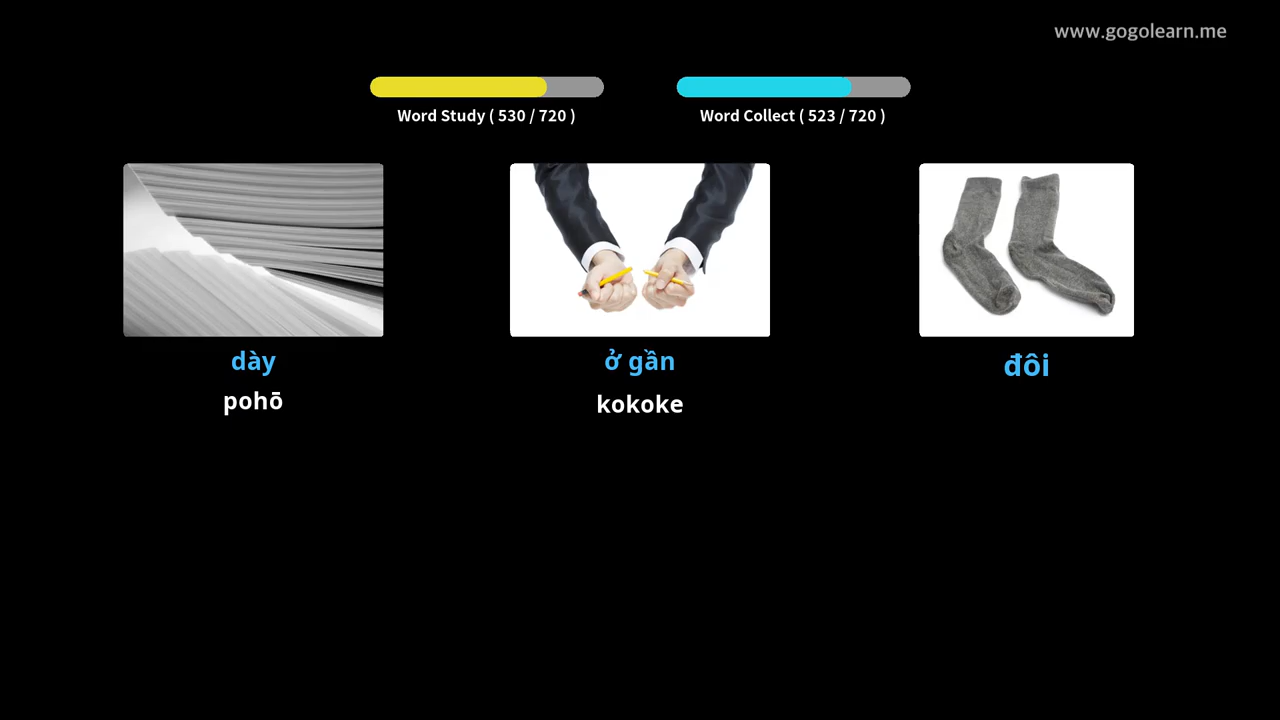 www.gogolearn.me
Word Study ( 530 / 720 )
Word Collect ( 523 / 720 )
dày
ở gần
đôi
pohō
kokoke